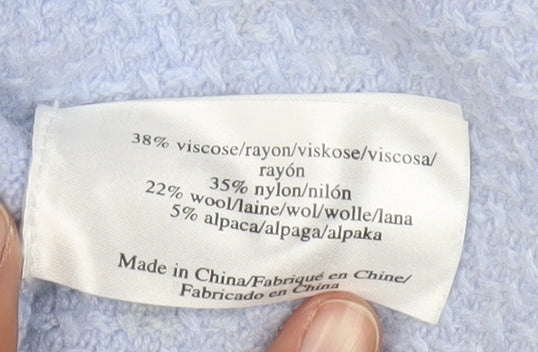 38% viscose/rayon/viskose/viscosa/
rayón
35% nylon/nilón
22% wool/laine/wol/wolle/lana
5% alpaca/alpaga/alpaka
Made in China/Fabriqué en Chine/
Fabricado en China